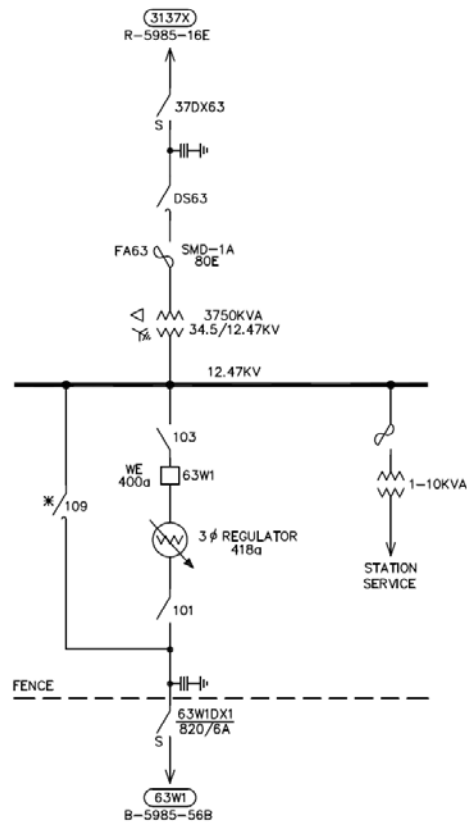 3137X
R-5985-16E
37DX63
S
DS63
FA63 SMD-1A
80E
3750KVA
34.5/12.47KV
12.47KV
103
WE
400a
63W1
1-10KVA
* 109
3 ϕ REGULATOR
418a
STATION
SERVICE
101
FENCE
63W1DX1
820/6A
S
63W1
B-5985-56B